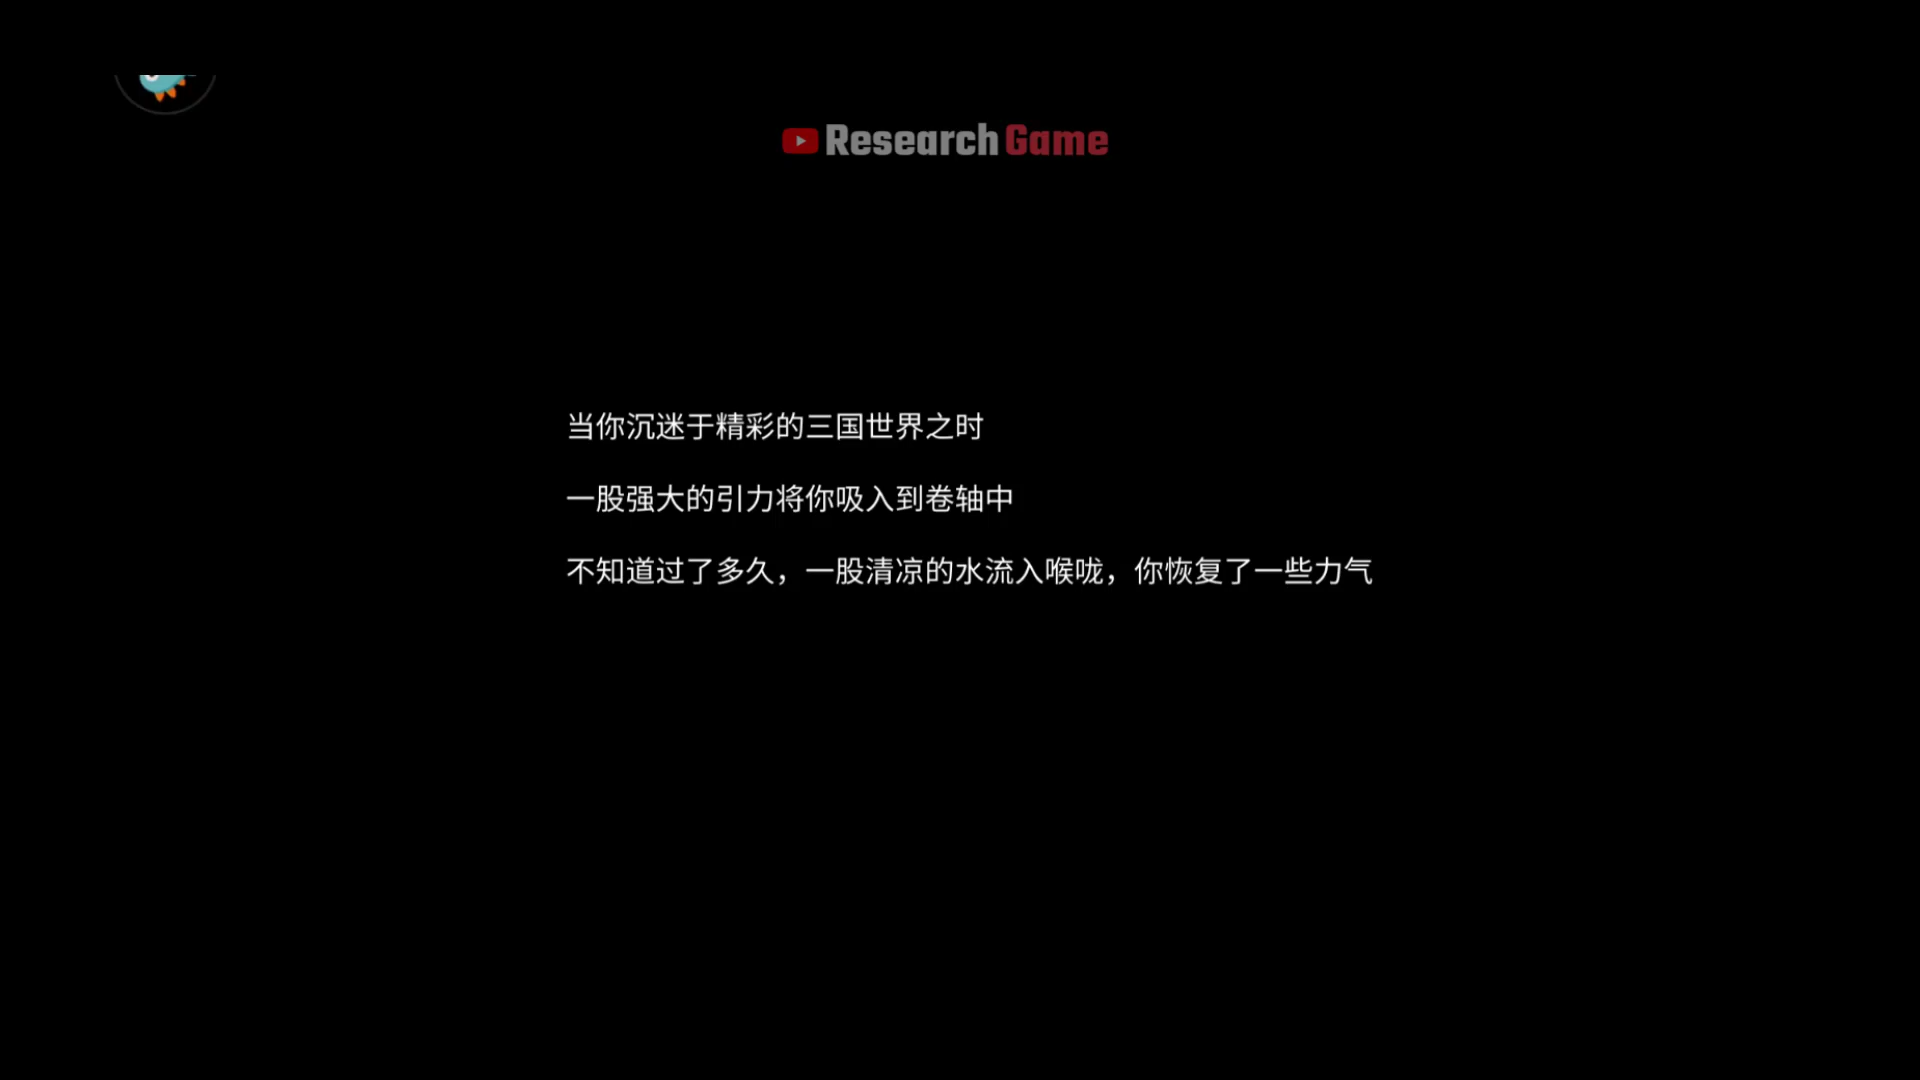 Research Game
当你沉迷于精彩的三国世界之时
一股强大的引力将你吸入到卷轴中
不知道过了多久，一股清凉的水流入喉咙，你恢复了一些力气